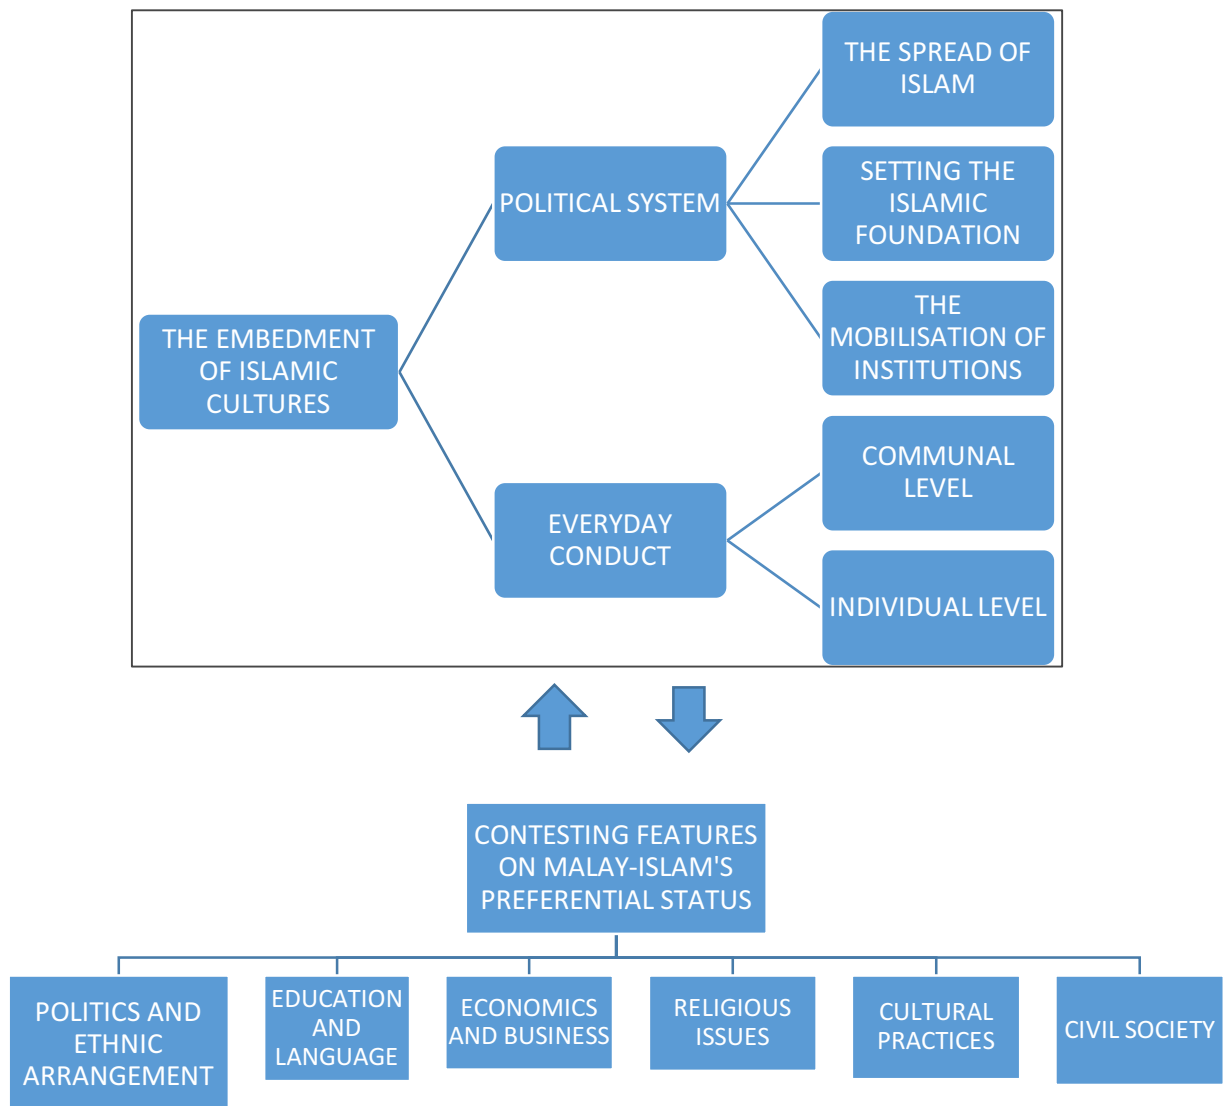 THE SPREAD OF
ISLAM
POLITICAL SYSTEM
SETTING THE
ISLAMIC
FOUNDATION
THE
MOBILISATION OF
INSTITUTIONS
THE EMBEDMENT
OF ISLAMIC
CULTURES
COMMUNAL
LEVEL
EVERYDAY
CONDUCT
INDIVIDUAL LEVEL
CONTESTING FEATURES
ON MALAY-ISLAM'S
PREFERENTIAL STATUS
POLITICS AND
ETHNIC
ARRANGEMENT
EDUCATION
AND
LANGUAGE
ECONOMICS
AND BUSINESS
RELIGIOUS
ISSUES
CULTURAL
PRACTICES
CIVIL SOCIETY